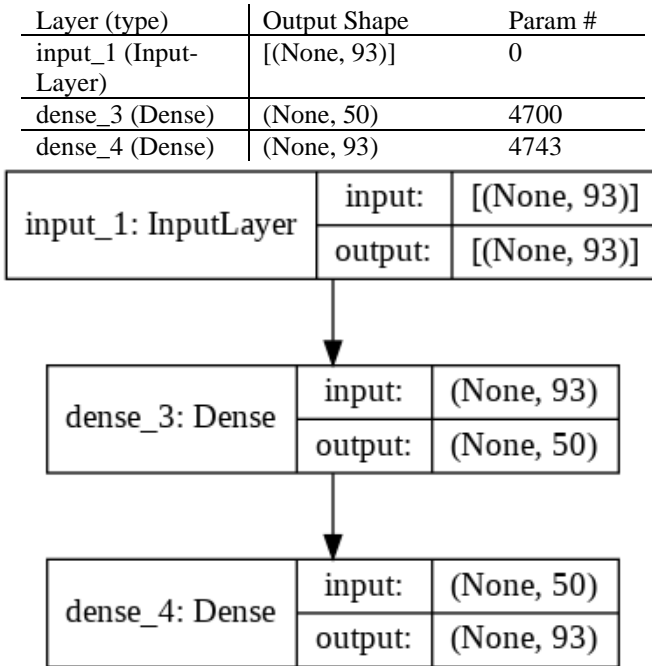 Layer (type) Output Shape Param #
input_1 (Input- [(None, 93)] 0
Layer)
dense_3 (Dense) (None, 50) 4700
dense_4 (Dense) (None, 93) 4743
input_1: InputLayer
input: [(None, 93)]
output: [(None, 93)]
dense_3: Dense
input: (None, 93)
output: (None, 50)
dense_4: Dense
input: (None, 50)
output: (None, 93)